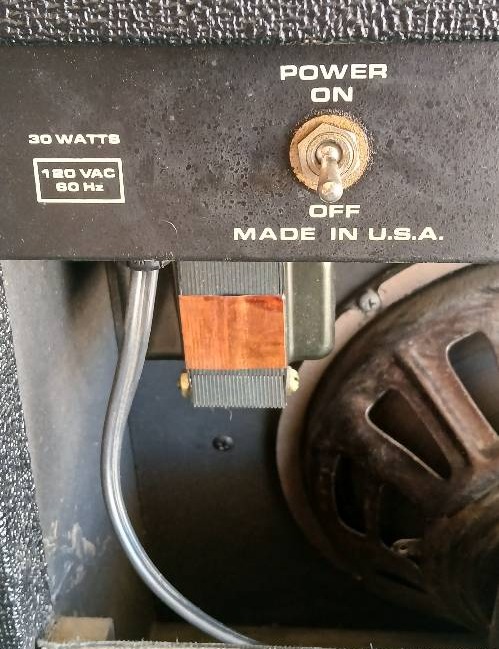 POWER
ON
30 WATTS
120 VAC
60 Hz
OFF
MADE IN U.S.A.